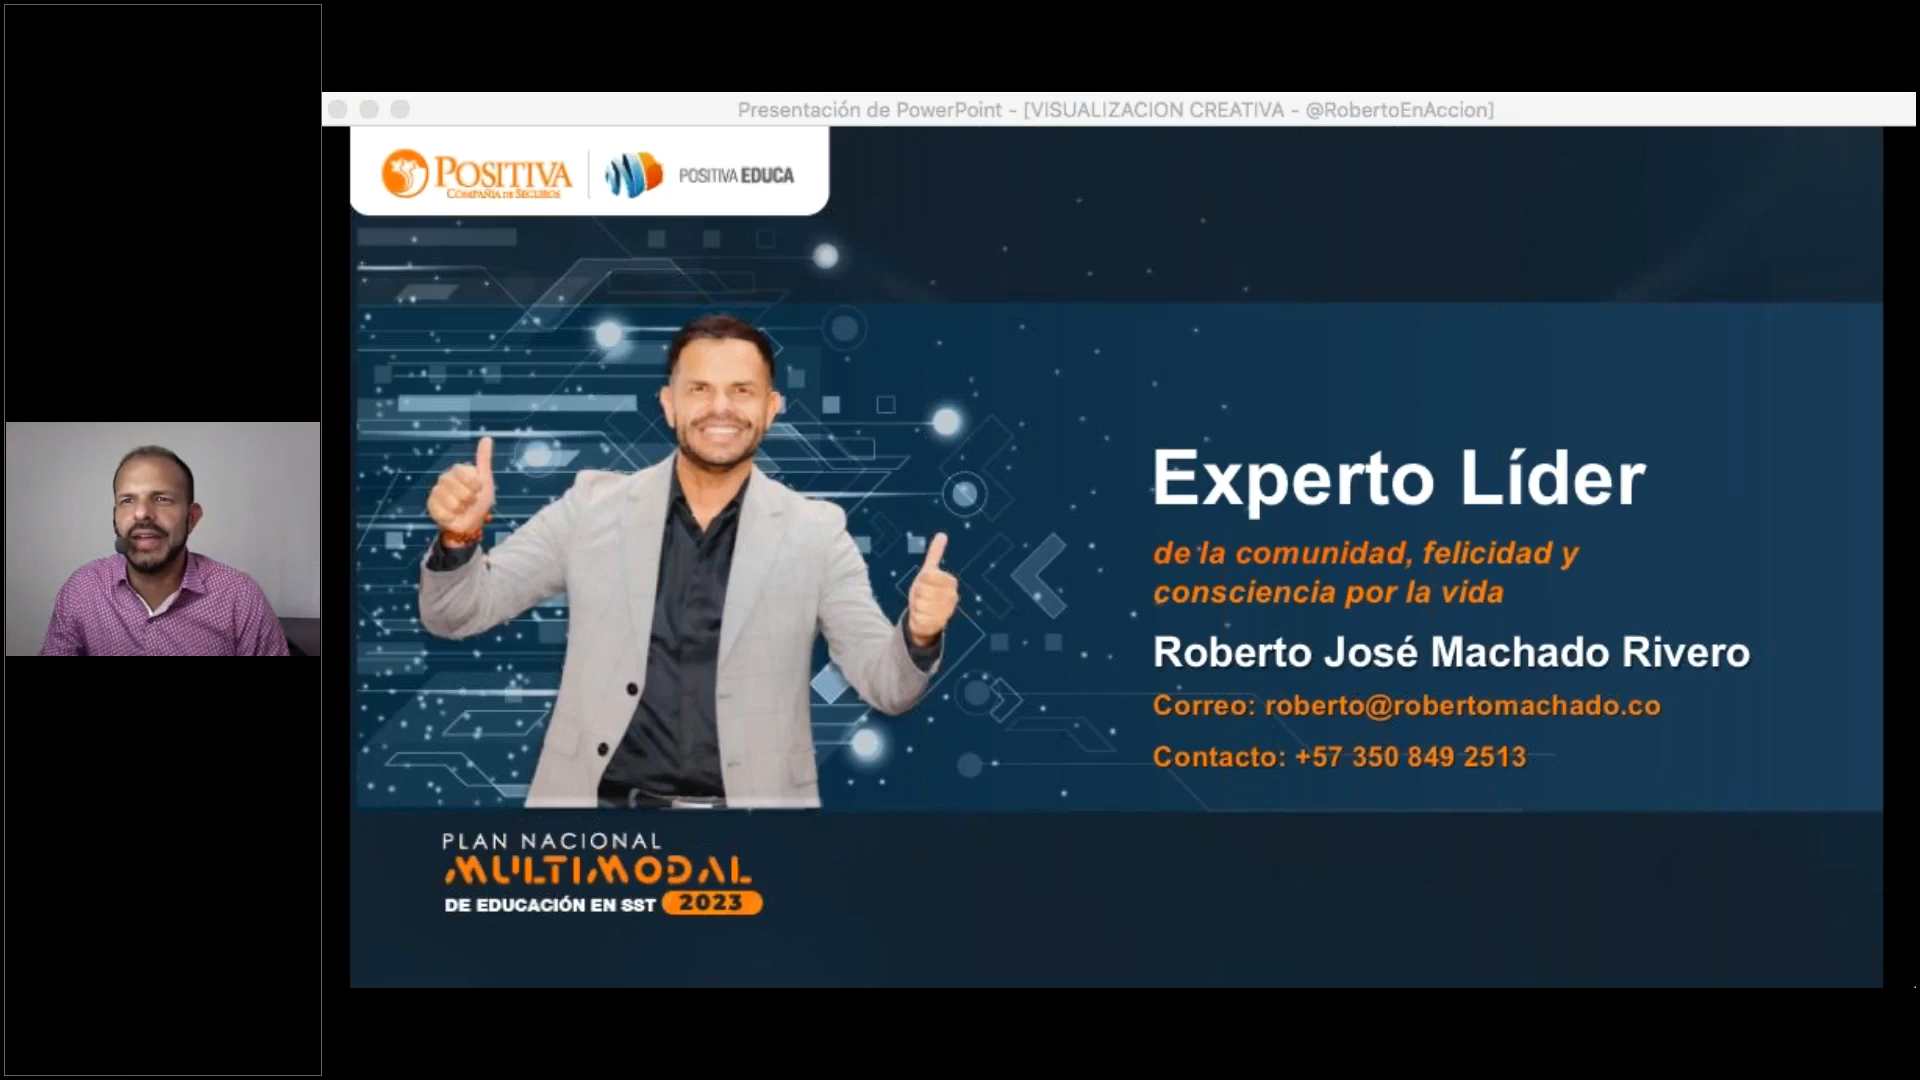 Presentación de PowerPoint - [VISUALIZACION CREATIVA - @RobertoEnAccion]
POSITIVA
COMPAÑIA DE SEGUROS
POSITIVA EDUCA
Experto Líder
de la comunidad, felicidad y
consciencia por la vida
Roberto José Machado Rivero
Correo: roberto@robertomachado.co
Contacto: +57 350 849 2513
PLAN NACIONAL
MULTIMODAL
DE EDUCACIÓN EN SST 2023